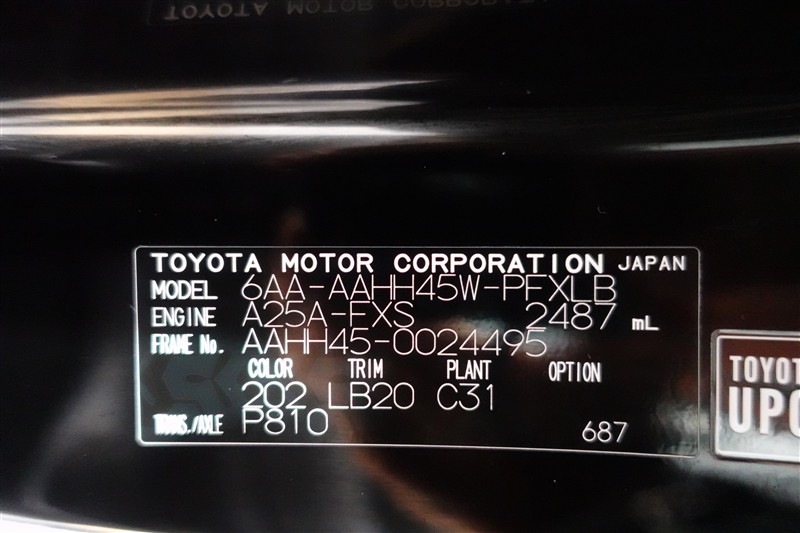 TOYOTA MOTOR CORPORATION JAPAN
MODEL 6AA-AAHH45W-PFXLB
ENGINE A25A-FXS 2487 mL
FRAME No. AAHH45-0024495
COLOR TRIM PLANT OPTION
202 LB20 C31
TRANS./AXLE P810
687
TOYOT
UPC